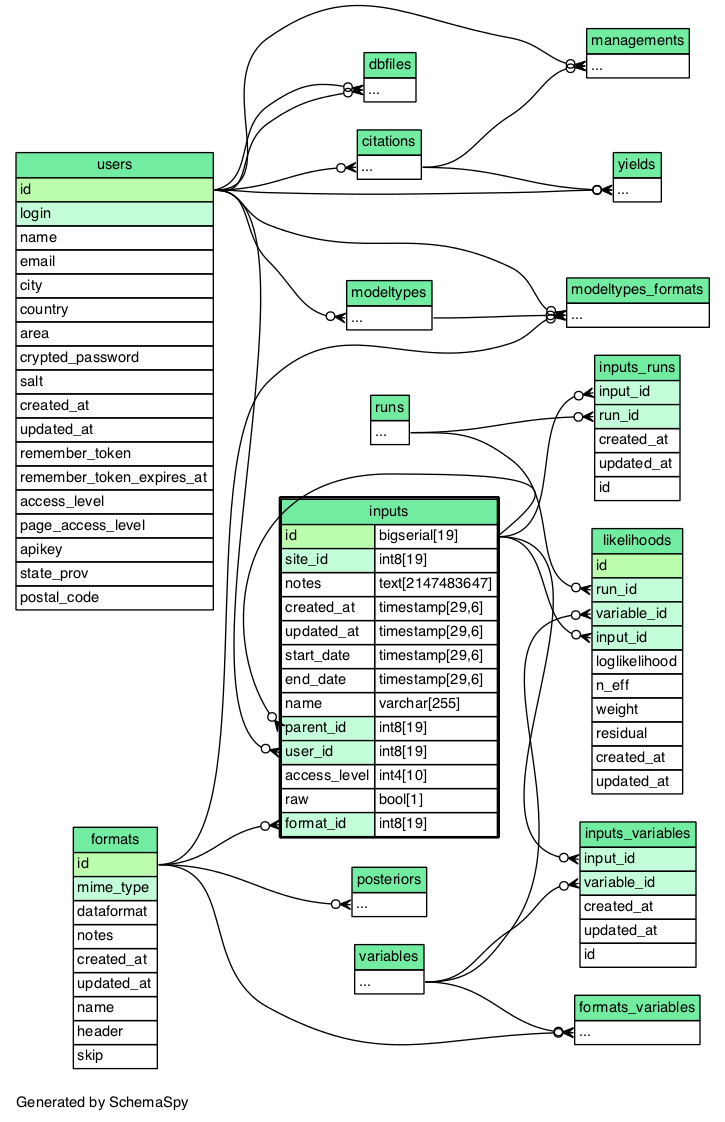 managements
...
dbfiles
...
citations
...
yields
...
users
id
login
name
email
city
country
area
crypted_password
salt
created_at
updated_at
remember_token
remember_token_expires_at
access_level
page_access_level
apikey
state_prov
postal_code
modeltypes
...
modeltypes_formats
...
runs
...
inputs_runs
input_id
run_id
created_at
updated_at
id
inputs
id bigserial[19]
site_id int8[19]
notes text[2147483647]
created_at timestamp[29,6]
updated_at timestamp[29,6]
start_date timestamp[29,6]
end_date timestamp[29,6]
name varchar[255]
parent_id int8[19]
user_id int8[19]
access_level int4[10]
raw bool[1]
format_id int8[19]
likelihoods
id
run_id
variable_id
input_id
loglikelihood
n_eff
weight
residual
created_at
updated_at
formats
id
mime_type
dataformat
notes
created_at
updated_at
name
header
skip
posteriors
...
inputs_variables
input_id
variable_id
created_at
updated_at
id
variables
...
formats_variables
...
Generated by SchemaSpy